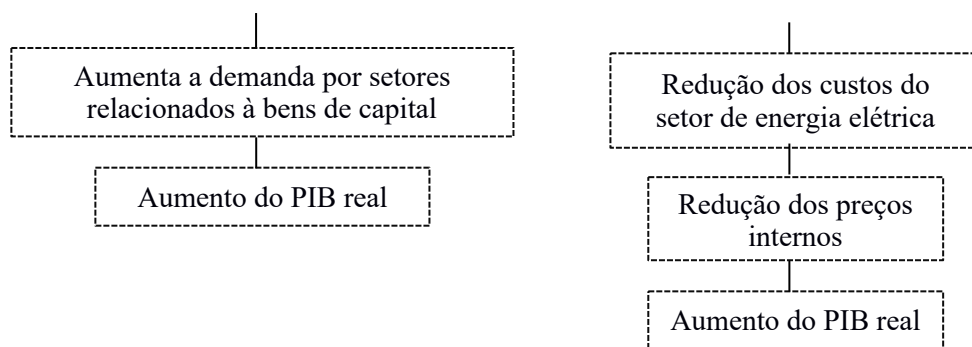 Aumenta a demanda por setores
relacionados à bens de capital
Aumento do PIB real
Redução dos custos do
setor de energia elétrica
Redução dos preços
internos
Aumento do PIB real